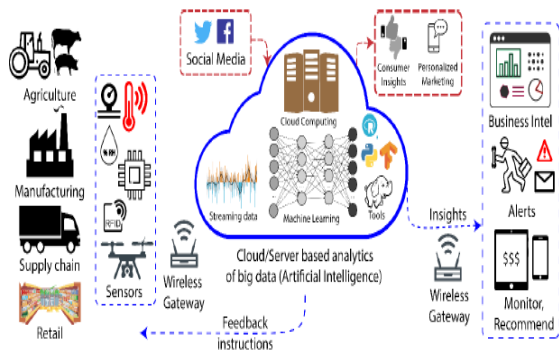 Agriculture
Manufacturing
Supply chain
Retail
% RH
RFID
Sensors
Wireless
Gateway
Social Media
Cloud Computing
Streaming data
Machine Learning
Tools
Cloud/Server based analytics
of big data (Artificial Intelligence)
Feedback
instructions
Consumer
Insights
Personalized
Marketing
Insights
Wireless
Gateway
Business Intel
Alerts
$$$
Monitor,
Recommend